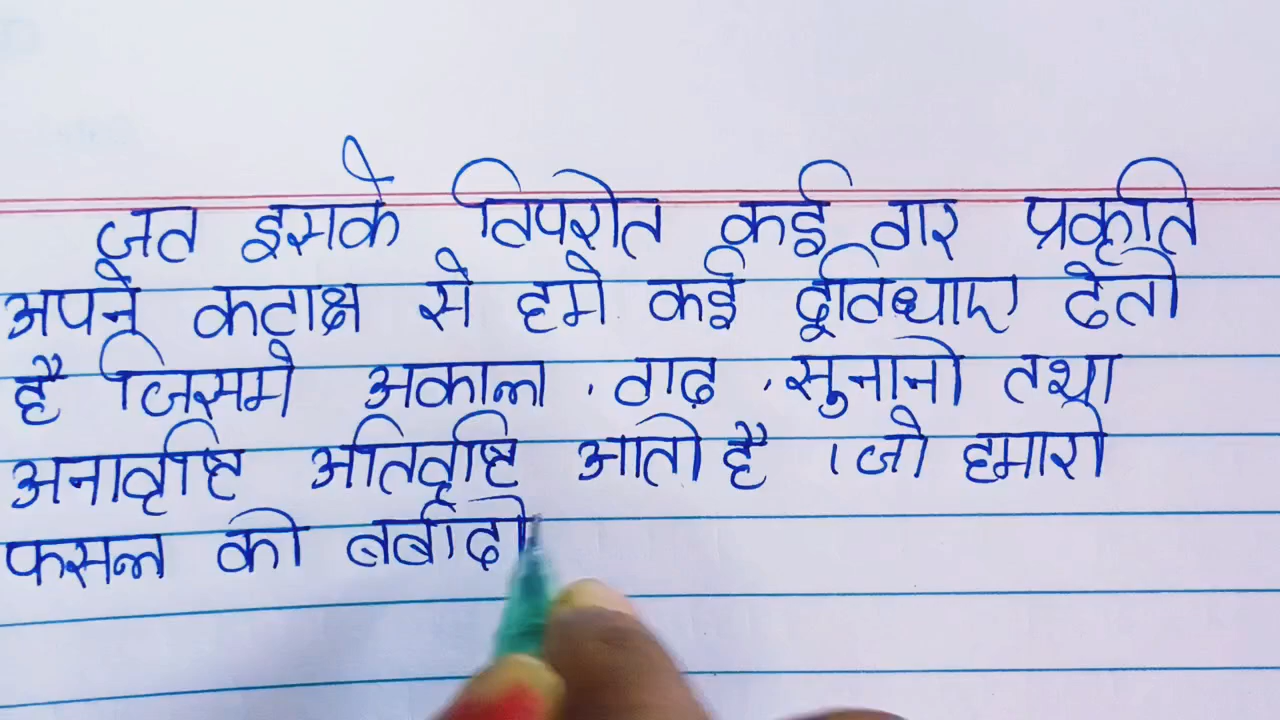 जब इसके विपरीत कई बार प्रकृति
अपने कटाक्ष से हमे कई दूविधाए देती
है जिसमे अकाल , बाढ़ , सुनानी तथा
अनावृष्टि अतिवृष्टि आती है । जो हमारी
फसल की बर्बादी